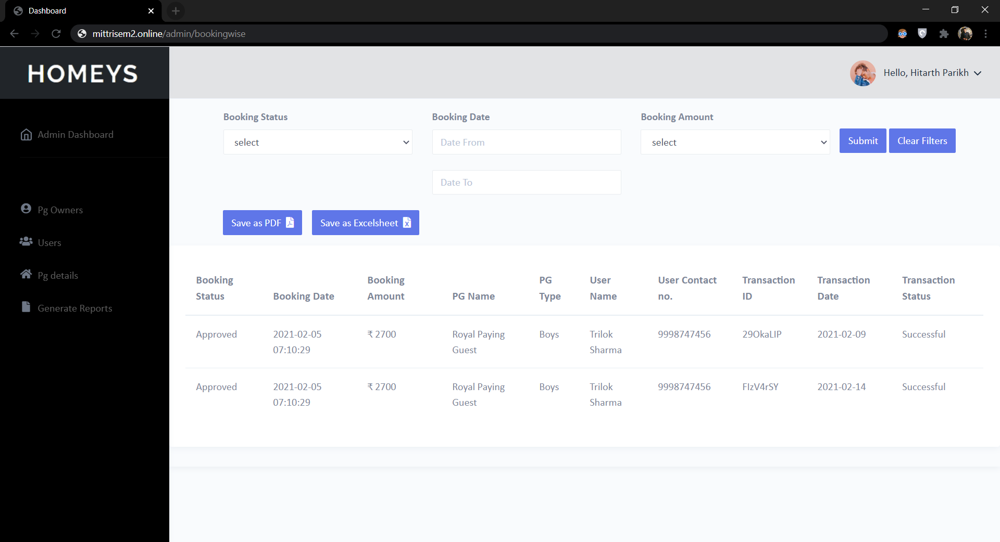 Dashboard
mittrisem2.online/admin/bookingwise
HOMEYS
Hello, Hitarth Parikh
Admin Dashboard
Pg Owners
Users
Pg details
Generate Reports
Booking Status
Booking Date
Booking Amount
select
Date From
select
Submit
Clear Filters
Date To
Save as PDF
Save as Excelsheet
Booking Status
Booking Date
Booking Amount
PG Name
PG Type
User Name
User Contact no.
Transaction ID
Transaction Date
Transaction Status
Approved
2021-02-05 07:10:29
₹ 2700
Royal Paying Guest
Boys
Trilok Sharma
9998747456
29OkaLIP
2021-02-09
Successful
Approved
2021-02-05 07:10:29
₹ 2700
Royal Paying Guest
Boys
Trilok Sharma
9998747456
FIzV4rSY
2021-02-14
Successful